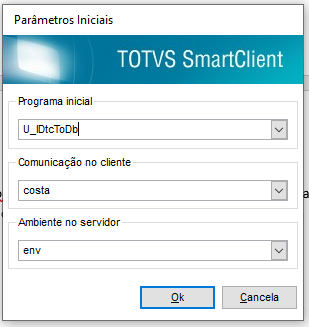 Parâmetros Iniciais
TOTVS SmartClient
Programa inicial
U_IDtcToDb
Comunicação no cliente
costa
Ambiente no servidor
env
Ok
Cancela